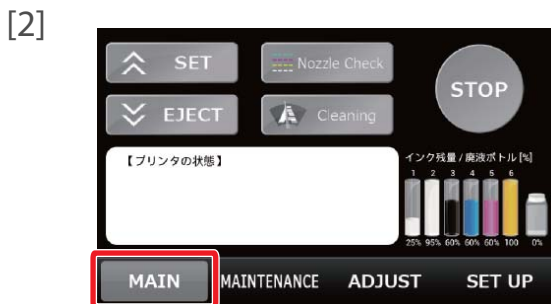 [2]
SET
Nozzle Check
STOP
EJECT
Cleaning
【プリンタの状態】
インク残量/廃液ボトル[%]
1 2 3 4 5 6
25% 95% 60% 60% 60% 100 0%
MAIN MAINTENANCE ADJUST SET UP